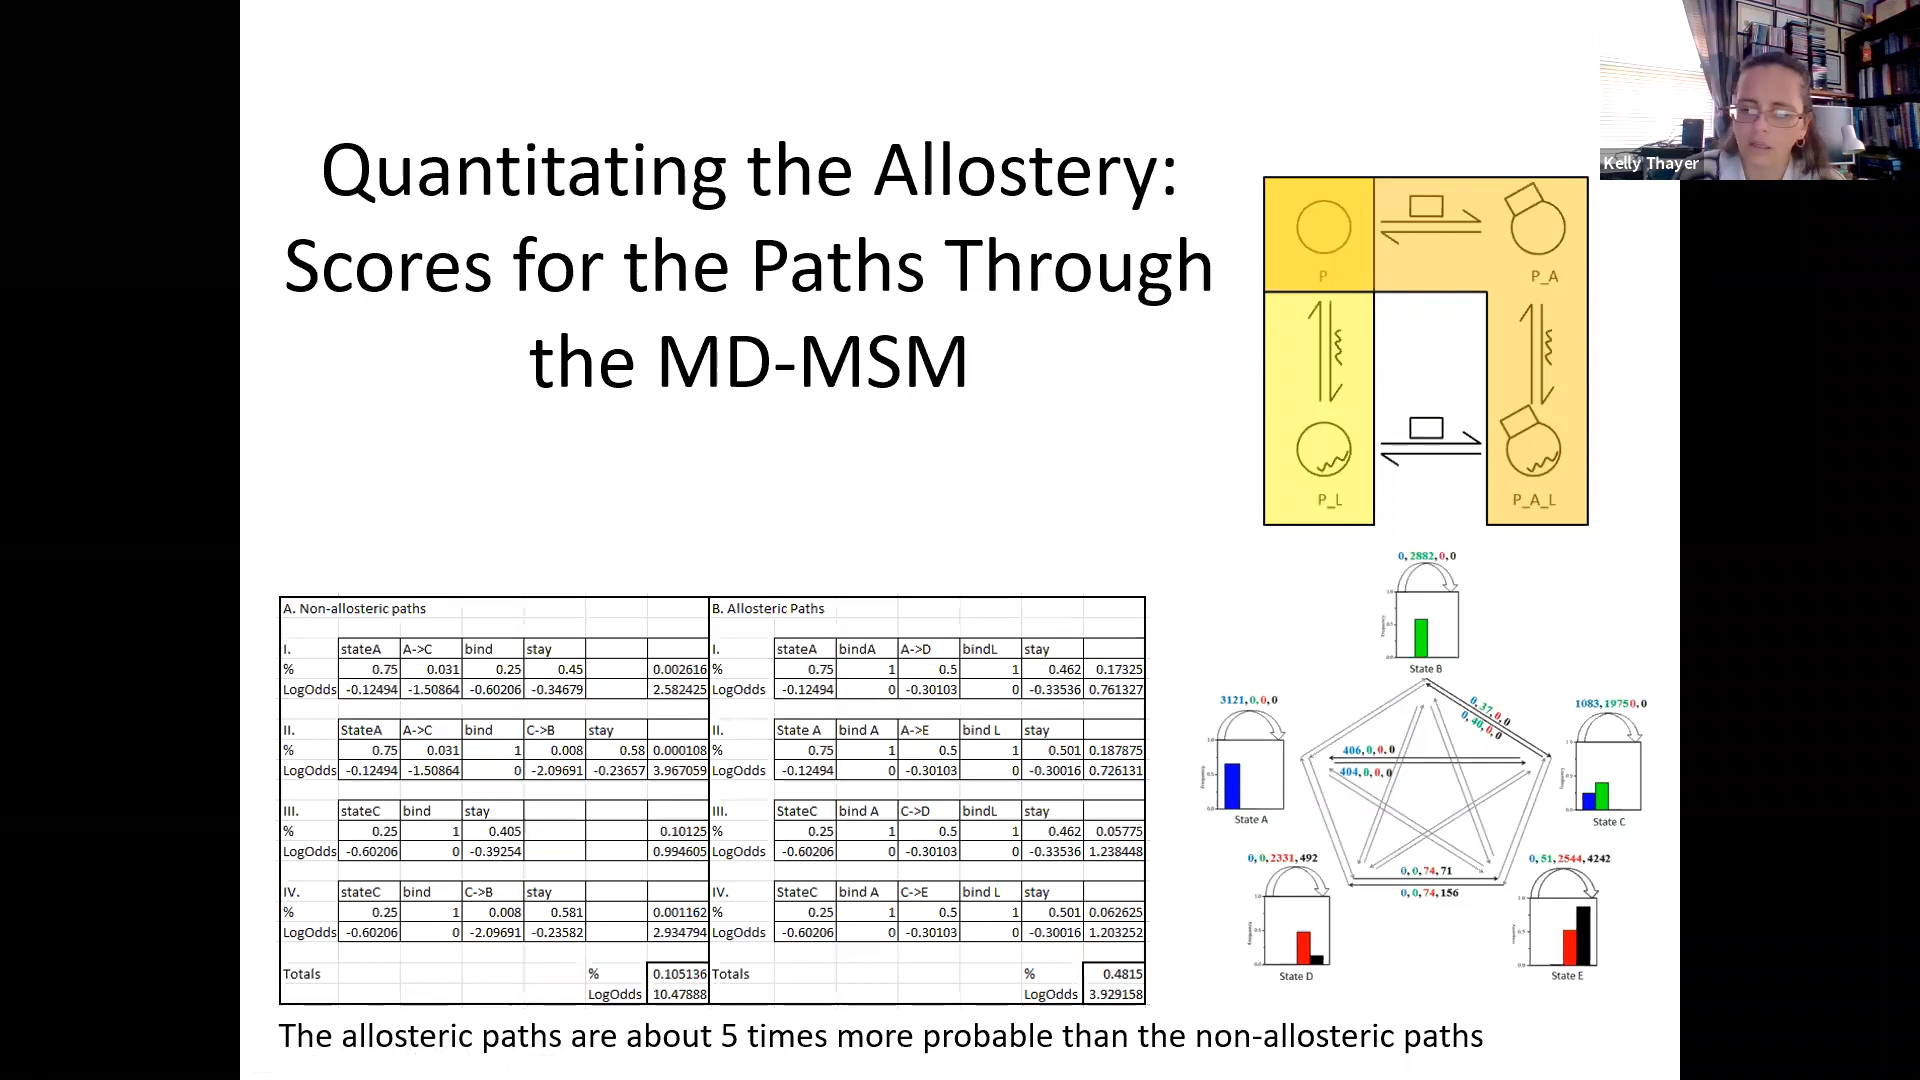 Quantitating the Allostery:
Scores for the Paths Through
the MD-MSM
Kelly Thayer
P
P_A
P_L
P_A_L
A. Non-allosteric paths
I. stateA A->C bind stay
% 0.75 0.031 0.25 0.45 0.002616
LogOdds -0.12494 -1.50864 -0.60206 -0.34679 2.582425
II. StateA A->C bind C->B stay
% 0.75 0.031 1 0.008 0.58 0.000108
LogOdds -0.12494 -1.50864 0 -2.09691 -0.23657 3.967059
III. stateC bind stay
% 0.25 1 0.405 0.10125
LogOdds -0.60206 0 -0.39254 0.994605
IV. stateC bind C->B stay
% 0.25 1 0.008 0.581 0.001162
LogOdds -0.60206 0 -2.09691 -0.23582 2.934794
Totals % 0.105136
LogOdds 10.47888
B. Allosteric Paths
I. stateA bindA A->D bindL stay
% 0.75 1 0.5 1 0.462 0.17325
LogOdds -0.12494 0 -0.30103 0 -0.33536 0.761327
II. State A bind A A->E bind L stay
% 0.75 1 0.5 1 0.501 0.187875
LogOdds -0.12494 0 -0.30103 0 -0.30016 0.726131
III. StateC bind A C->D bindL stay
% 0.25 1 0.5 1 0.462 0.05775
LogOdds -0.60206 0 -0.30103 0 -0.33536 1.238448
IV. StateC bind A C->E bind L stay
% 0.25 1 0.5 1 0.501 0.062625
LogOdds -0.60206 0 -0.30103 0 -0.30016 1.203252
Totals % 0.4815
LogOdds 3.929158
0, 2882, 0, 0
State B
3121, 0, 0, 0
State A
1083, 1975 0, 0
State C
0, 37, 0, 0
0, 40, 0, 0
406, 0, 0, 0
404, 0, 0, 0
0, 0, 2331, 492
State D
0, 51, 2544, 4242
State E
0, 0, 74, 71
0, 0, 74, 156
The allosteric paths are about 5 times more probable than the non-allosteric paths